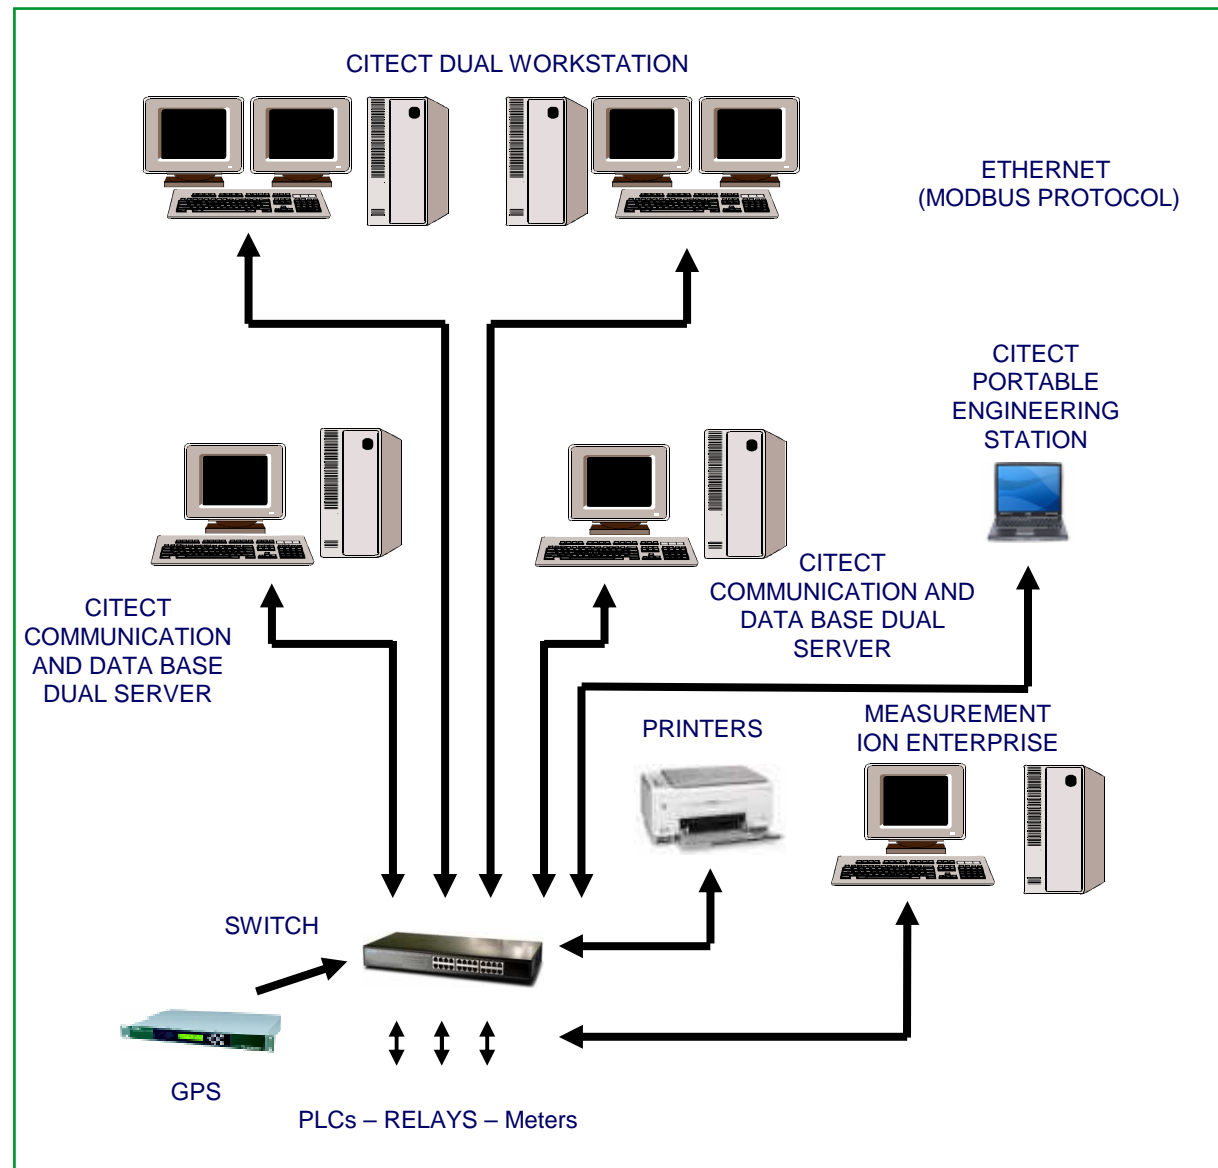 CITECT DUAL WORKSTATION
ETHERNET
(MODBUS PROTOCOL)
CITECT
PORTABLE
ENGINEERING
STATION
CITECT
COMMUNICATION AND
DATA BASE DUAL
SERVER
CITECT
COMMUNICATION
AND DATA BASE
DUAL SERVER
PRINTERS
MEASUREMENT
ION ENTERPRISE
SWITCH
GPS
PLCs – RELAYS – Meters